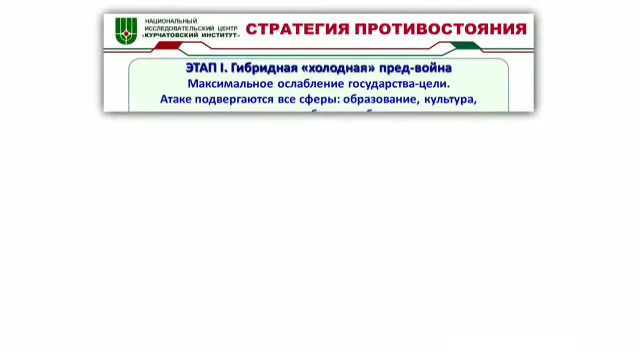 НАЦИОНАЛЬНЫЙ
ИССЛЕДОВАТЕЛЬСКИЙ ЦЕНТР
«КУРЧАТОВСКИЙ ИНСТИТУТ»
СТРАТЕГИЯ ПРОТИВОСТОЯНИЯ
ЭТАП I. Гибридная «холодная» пред-война
Максимальное ослабление государства-цели.
Атаке подвергаются все сферы: образование, культура,